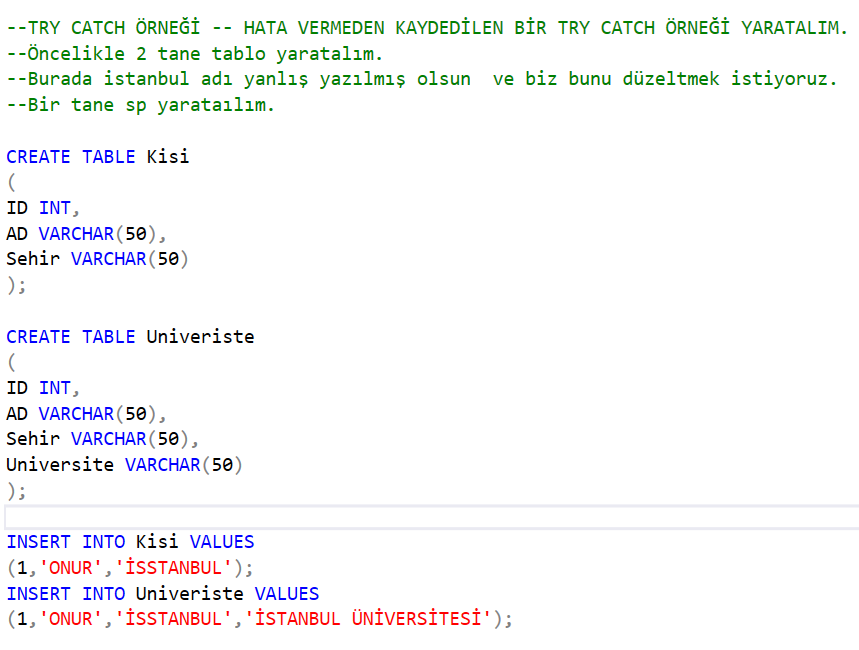 --TRY CATCH ÖRNEĞİ -- HATA VERMEDEN KAYDEDİLEN BİR TRY CATCH ÖRNEĞİ YARATALIM.
--Öncelikle 2 tane tablo yaratalım.
--Burada istanbul adı yanlış yazılmış olsun  ve biz bunu düzeltmek istiyoruz.
--Bir tane sp yarataılım.
CREATE TABLE Kisi
(
ID INT,
AD VARCHAR(50),
Sehir VARCHAR(50)
);
CREATE TABLE Univeriste
(
ID INT,
AD VARCHAR(50),
Sehir VARCHAR(50),
Universite VARCHAR(50)
);
INSERT INTO Kisi VALUES
(1,'ONUR','İSSTANBUL');
INSERT INTO Univeriste VALUES
(1,'ONUR','İSSTANBUL','İSTANBUL ÜNİVERSİTESİ');